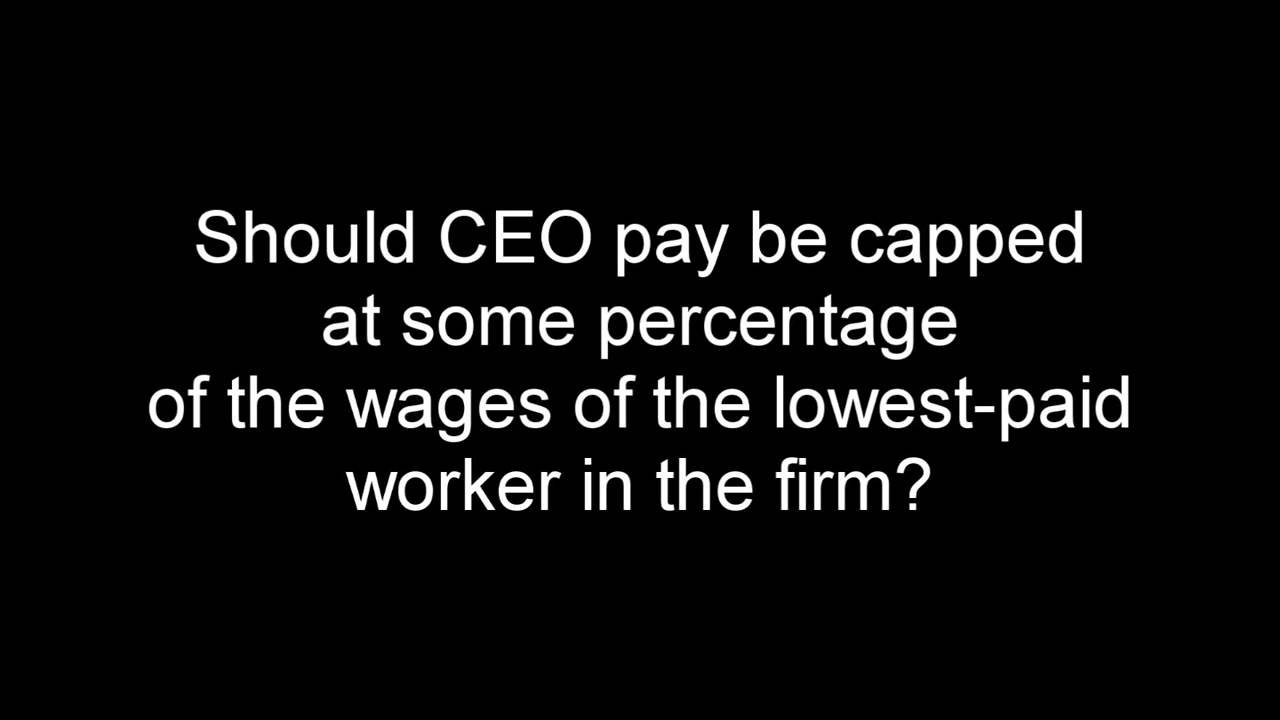 Should CEO pay be capped
at some percentage
of the wages of the lowest-paid
worker in the firm?